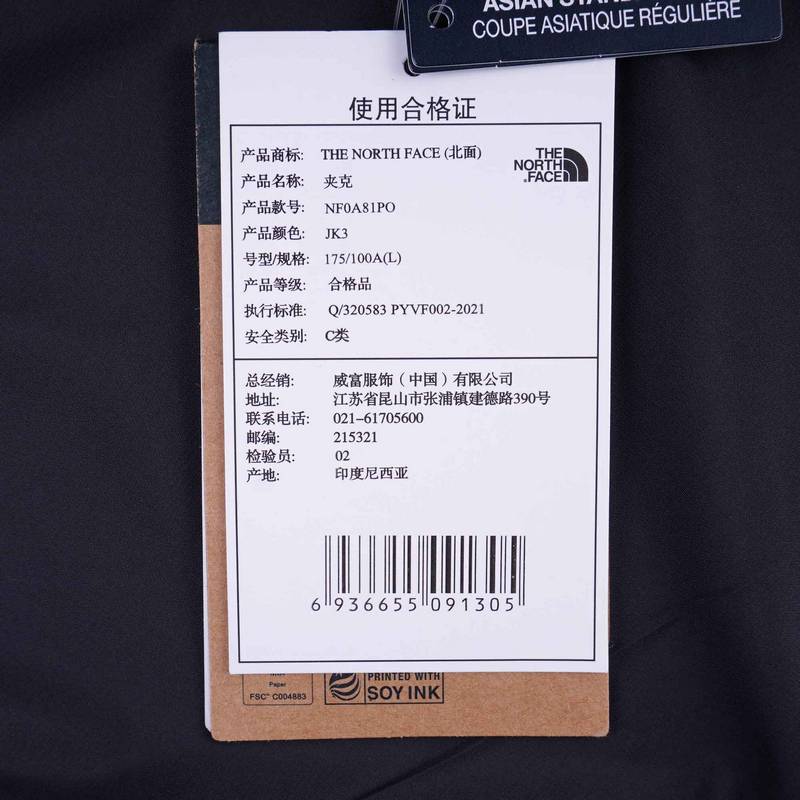 COUPE ASIATIQUE RÉGULIÈRE
使用合格证
产品商标: THE NORTH FACE (北面)
THE
NORTH
FACE
产品名称: 夹克
产品款号: NF0A81PO
产品颜色: JK3
号型/规格: 175/100A(L)
产品等级: 合格品
执行标准: Q/320583 PYVF002-2021
安全类别: C类
总经销: 威富服饰(中国)有限公司
地址: 江苏省昆山市张浦镇建德路390号
联系电话: 021-61705600
邮编: 215321
检验员: 02
产地: 印度尼西亚
6 936655 091305
Paper
FSC™ C004883
PRINTED WITH
SOY INK